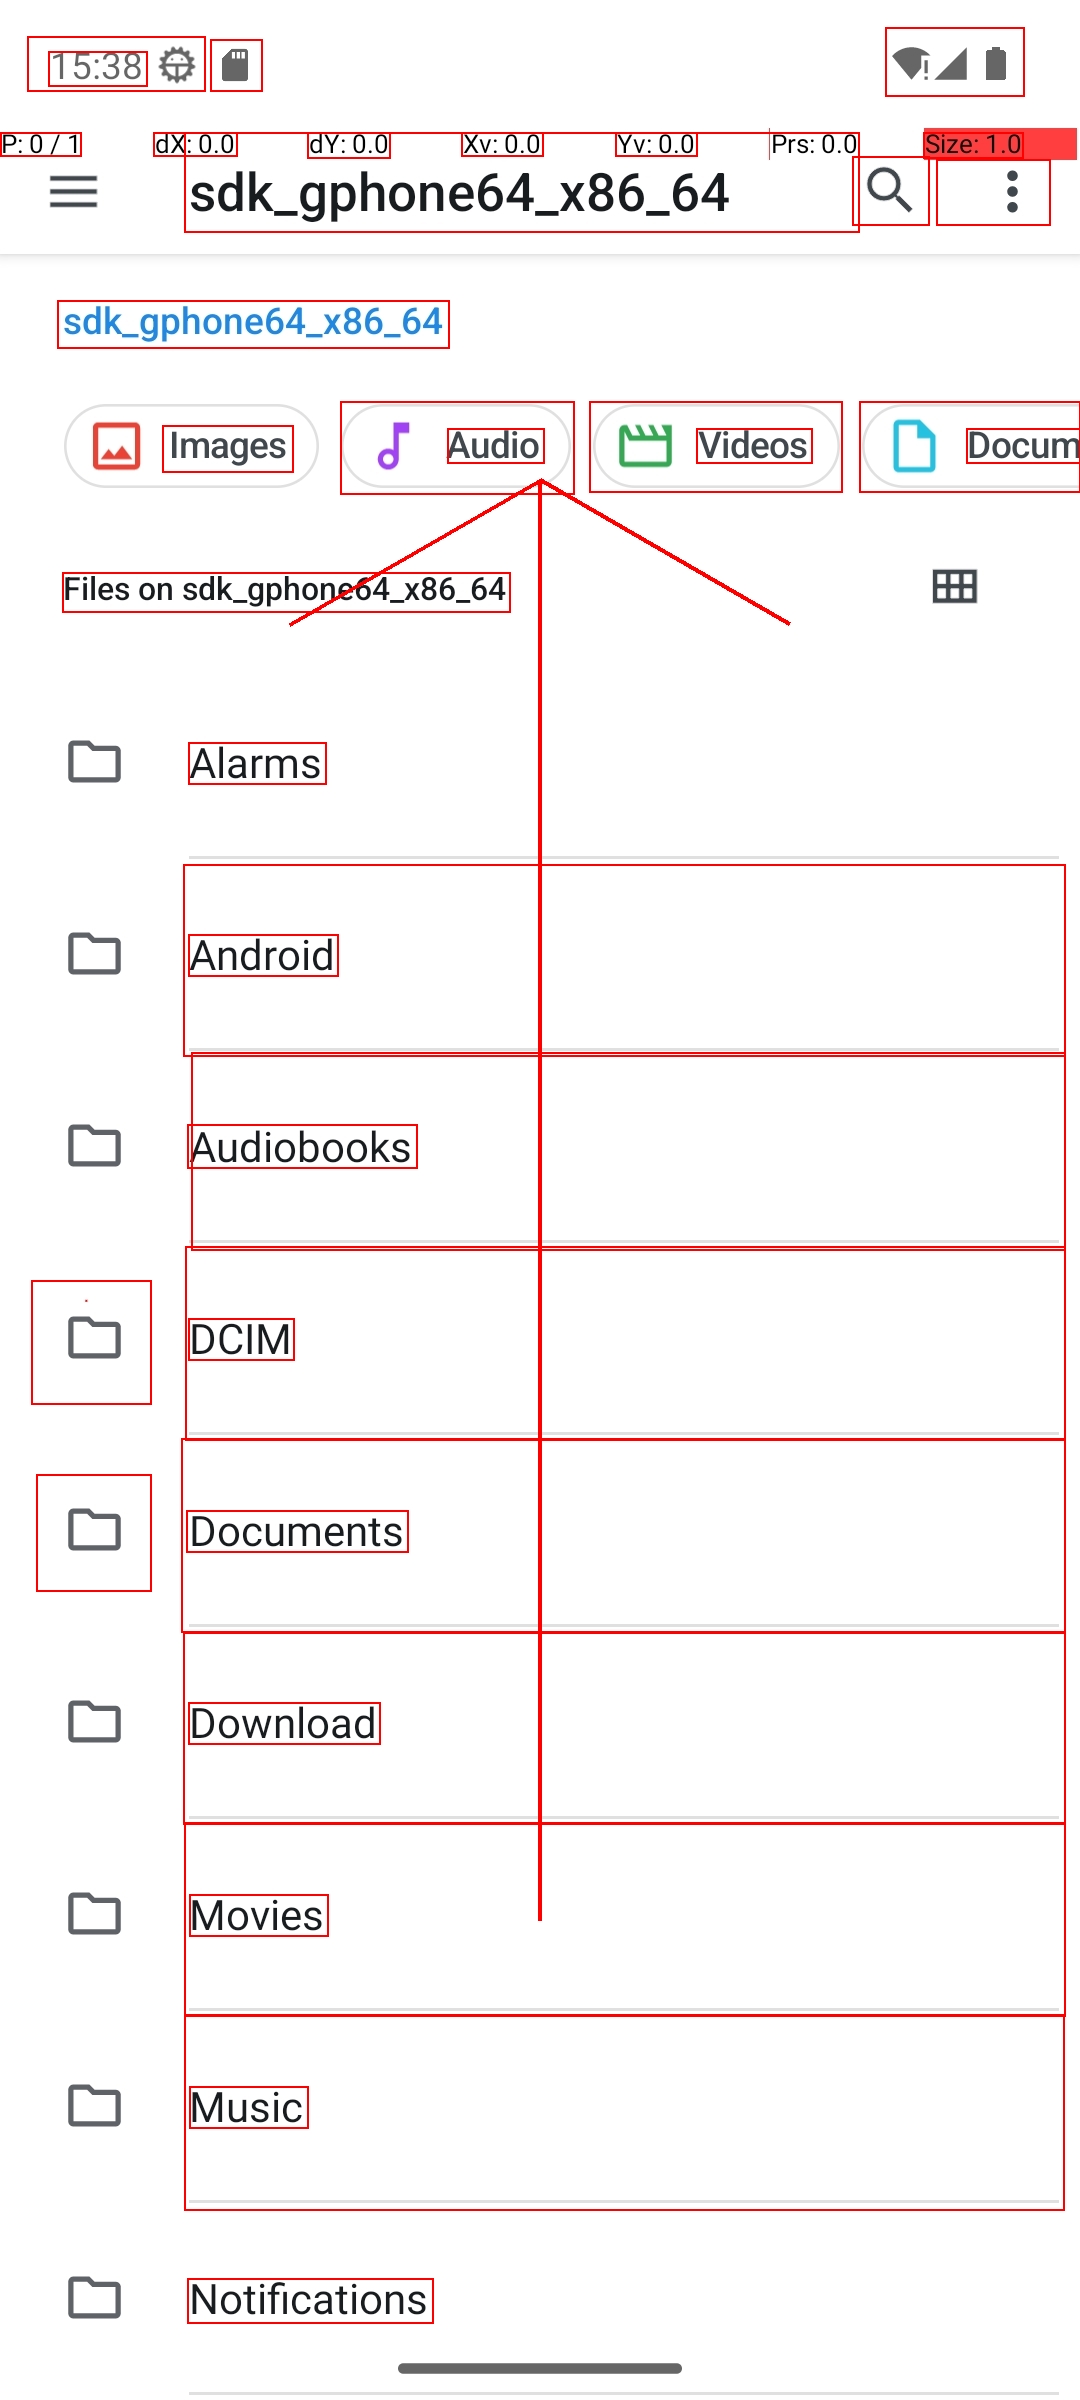 15:38
P: 0 / 1 dX: 0.0 dY: 0.0 Xv: 0.0 Yv: 0.0 Prs: 0.0 Size: 1.0
sdk_gphone64_x86_64
sdk_gphone64_x86_64
Images Audio Videos Docum
Files on sdk_gphone64_x86_64
Alarms
Android
Audiobooks
DCIM
Documents
Download
Movies
Music
Notifications